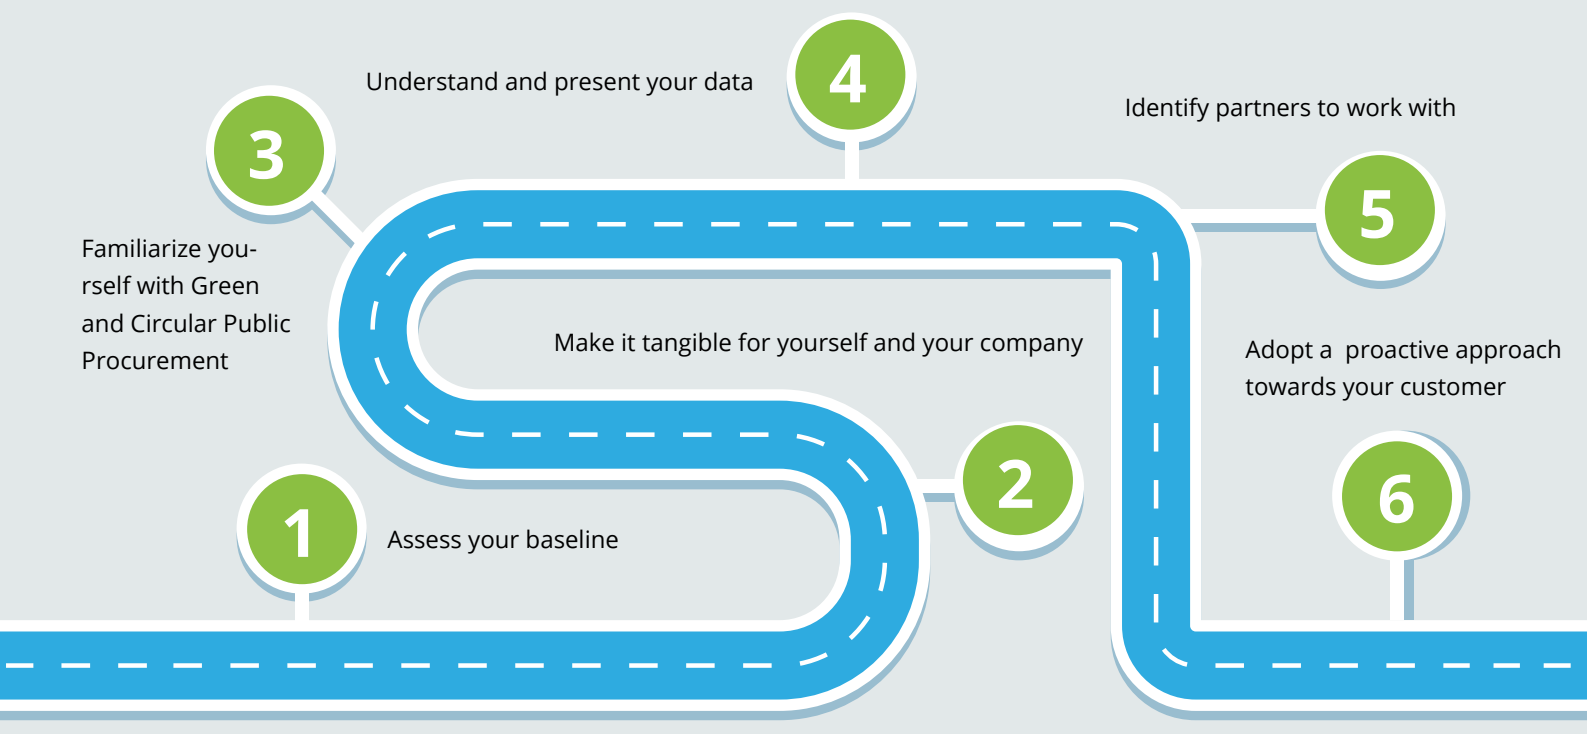 4
Understand and present your data
Identify partners to work with
3
5
Familiarize you-
rself with Green
and Circular Public
Procurement
Make it tangible for yourself and your company
Adopt a  proactive approach
towards your customer
2
6
1
Assess your baseline